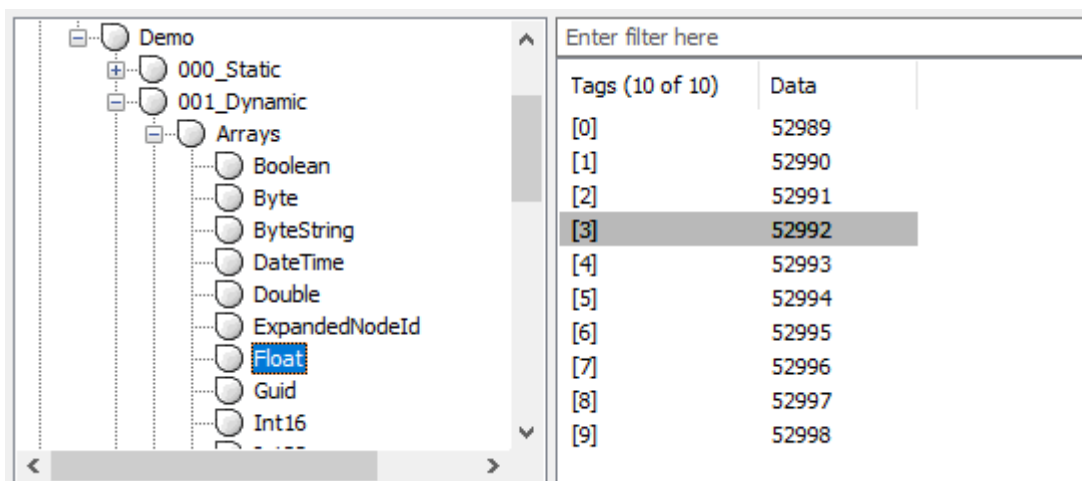 Demo
000_Static
001_Dynamic
Arrays
Boolean
Byte
ByteString
DateTime
Double
ExpandedNodeId
Float
Guid
Int16
Enter filter here
Tags (10 of 10) Data
[0] 52989
[1] 52990
[2] 52991
[3] 52992
[4] 52993
[5] 52994
[6] 52995
[7] 52996
[8] 52997
[9] 52998